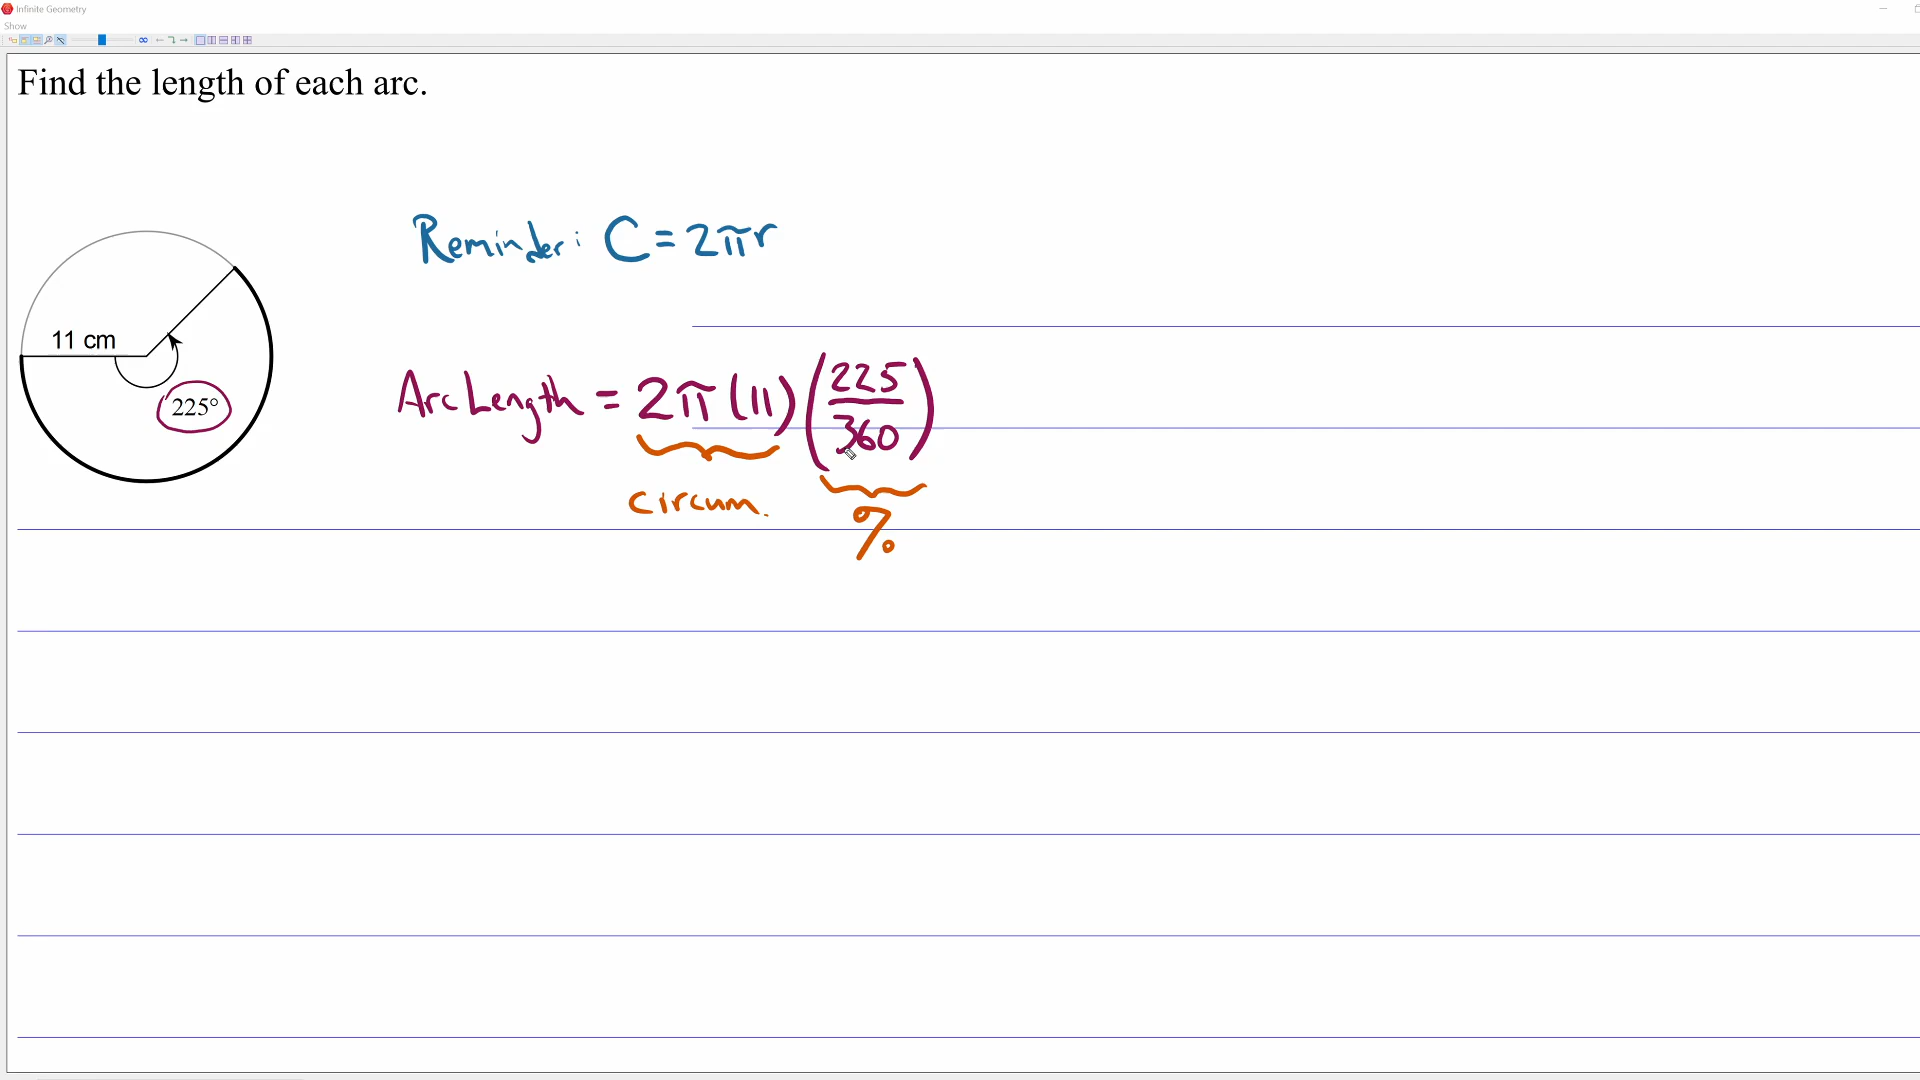 Infinite Geometry
Show
Find the length of each arc.
Reminder: C = 2πr
11 cm
225°
Arc Length = 2π(11)(225/360)
circum.
%